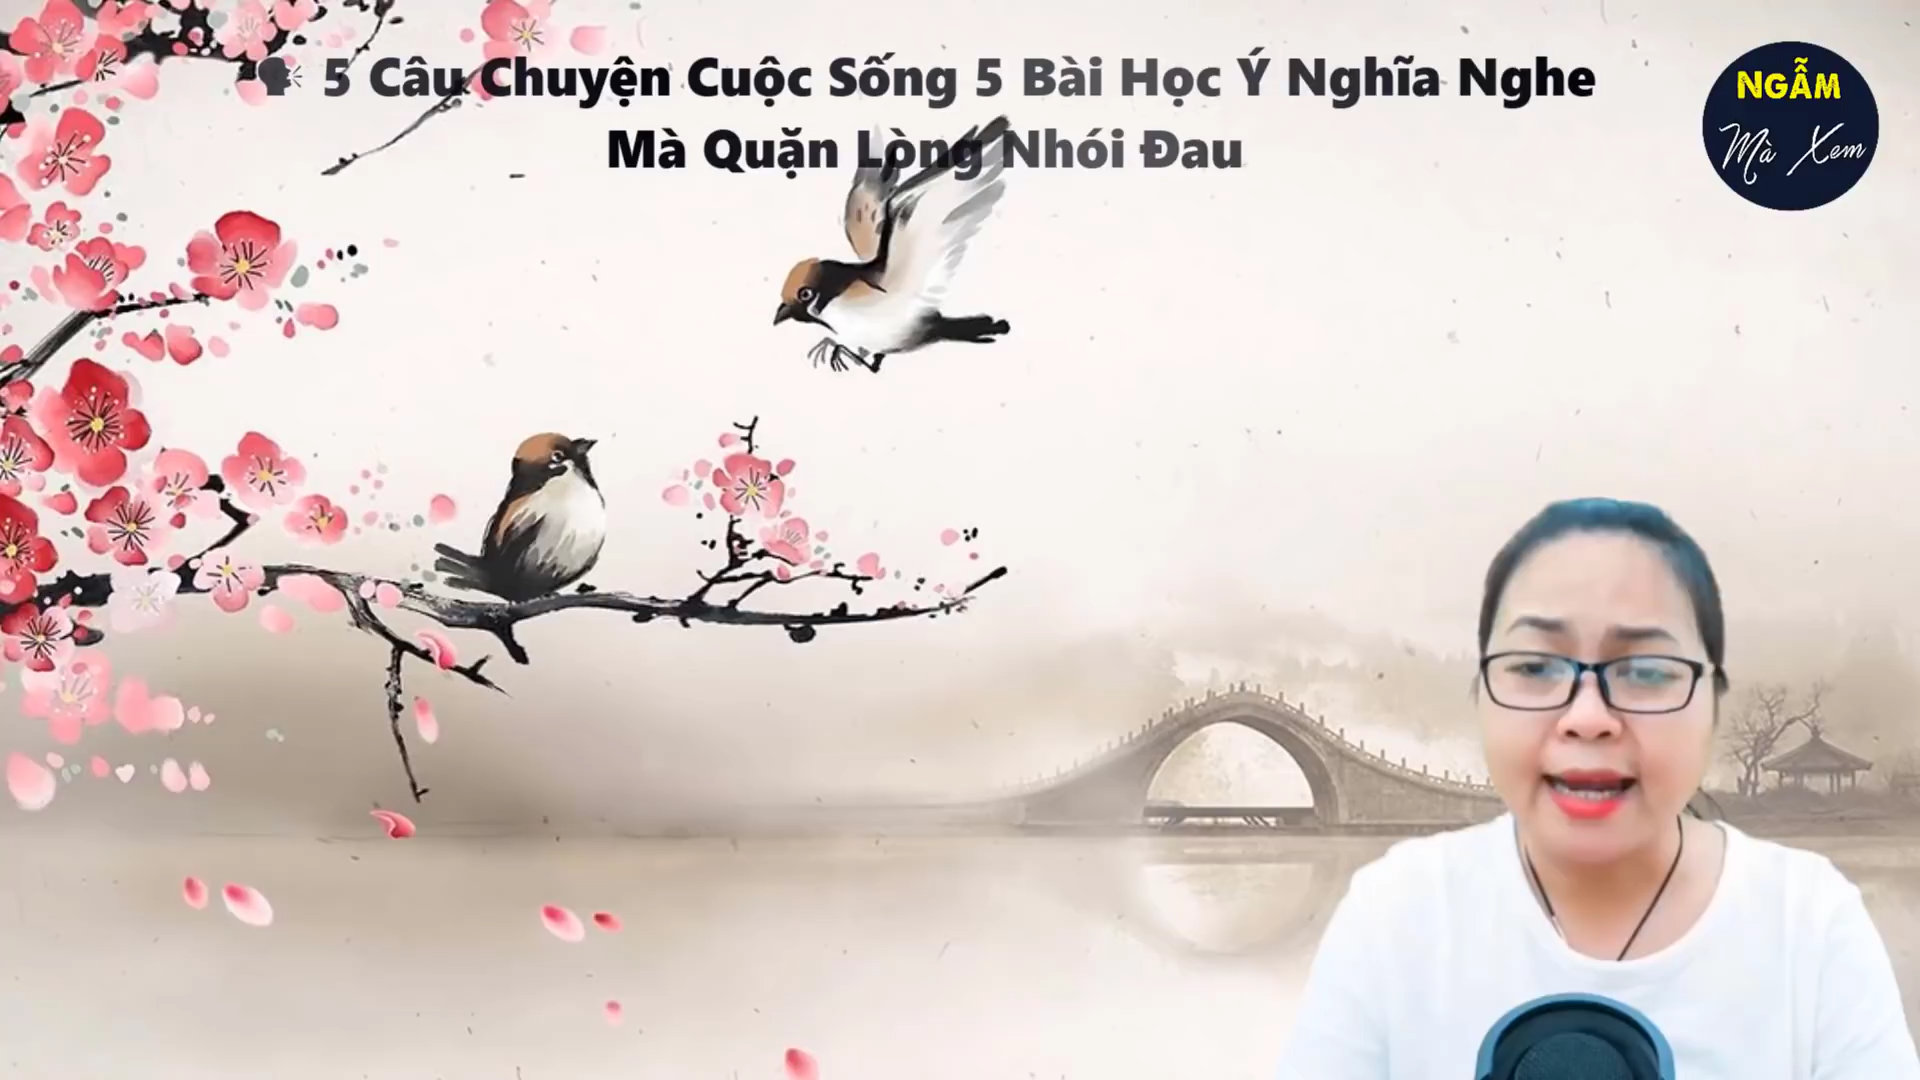 🗣 5 Câu Chuyện Cuộc Sống 5 Bài Học Ý Nghĩa Nghe
Mà Quặn Lòng Nhói Đau
NGẪM
Mà Xem